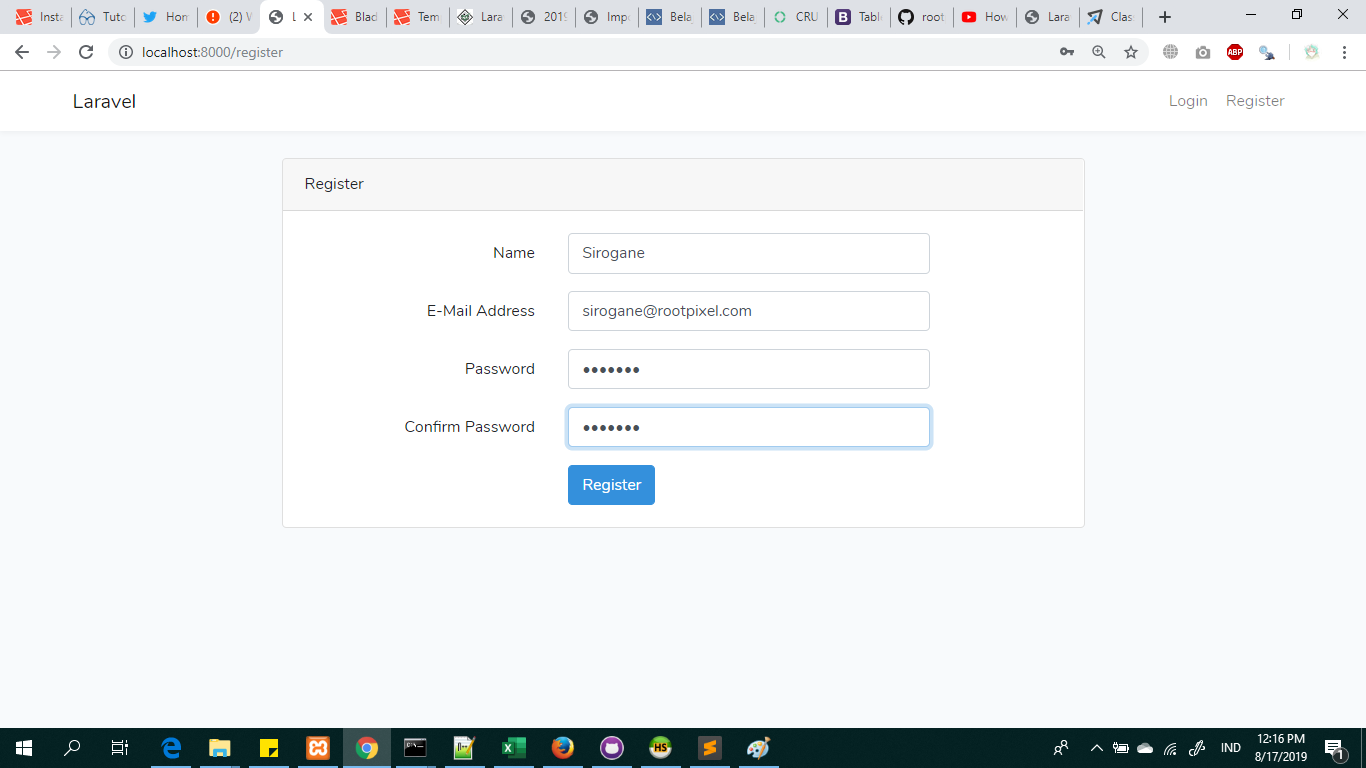 Insta Tuto Hon (2) W L Blad Tem Lara 2019 Impo Bela Bela CRU B Tabl root How Lara Clas
localhost:8000/register ABP
Laravel Login Register
Register
Name Sirogane
E-Mail Address sirogane@rootpixel.com
Password •••••••
Confirm Password •••••••
Register
HS S IND 12:16 PM
8/17/2019 1